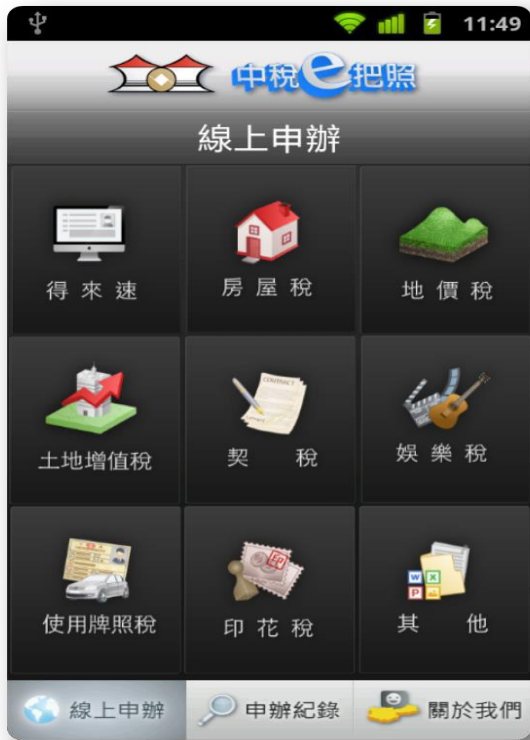 11:49
中稅e把照
線上申辦
得來速 房屋稅 地價稅
CONTRACT
土地增值稅 契稅 娛樂稅
印
W X
P
使用牌照稅 印花稅 其他
線上申辦 申辦紀錄 關於我們